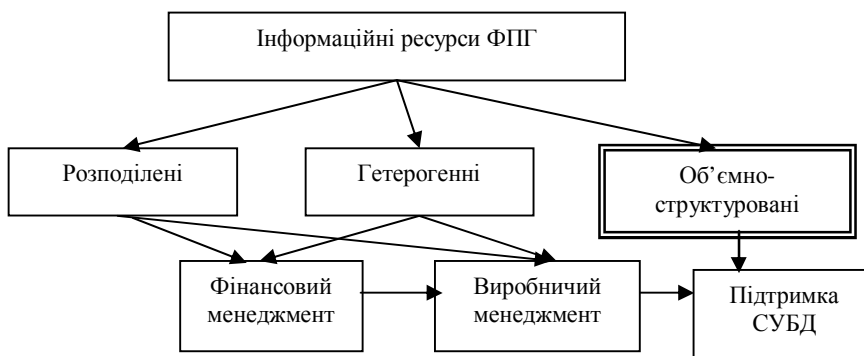 Інформаційні ресурси ФПГ
Розподілені
Гетерогенні
Об’ємно-
структуровані
Фінансовий
менеджмент
Виробничий
менеджмент
Підтримка
СУБД